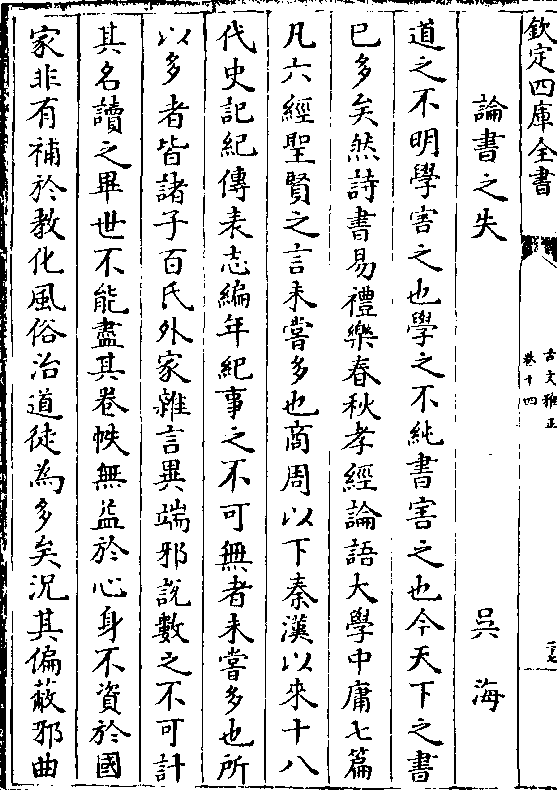 欽定四庫全書
古文雅正
卷十四
論書之失
吳海
道之不明學害之也學之不純書害之也今天下之書
已多矣然詩書易禮樂春秋孝經論語大學中庸七篇
凡六經聖賢之言未嘗多也商周以下秦漢以來十八
代史記紀傳表志編年紀事之不可無者未嘗多也所
以多者皆諸子百氏外家雜言異端邪說數之不可計
其名讀之畢世不能盡其卷帙無益於心身不資於國
家非有補於教化風俗治道徒為多矣況其偏蔽邪曲